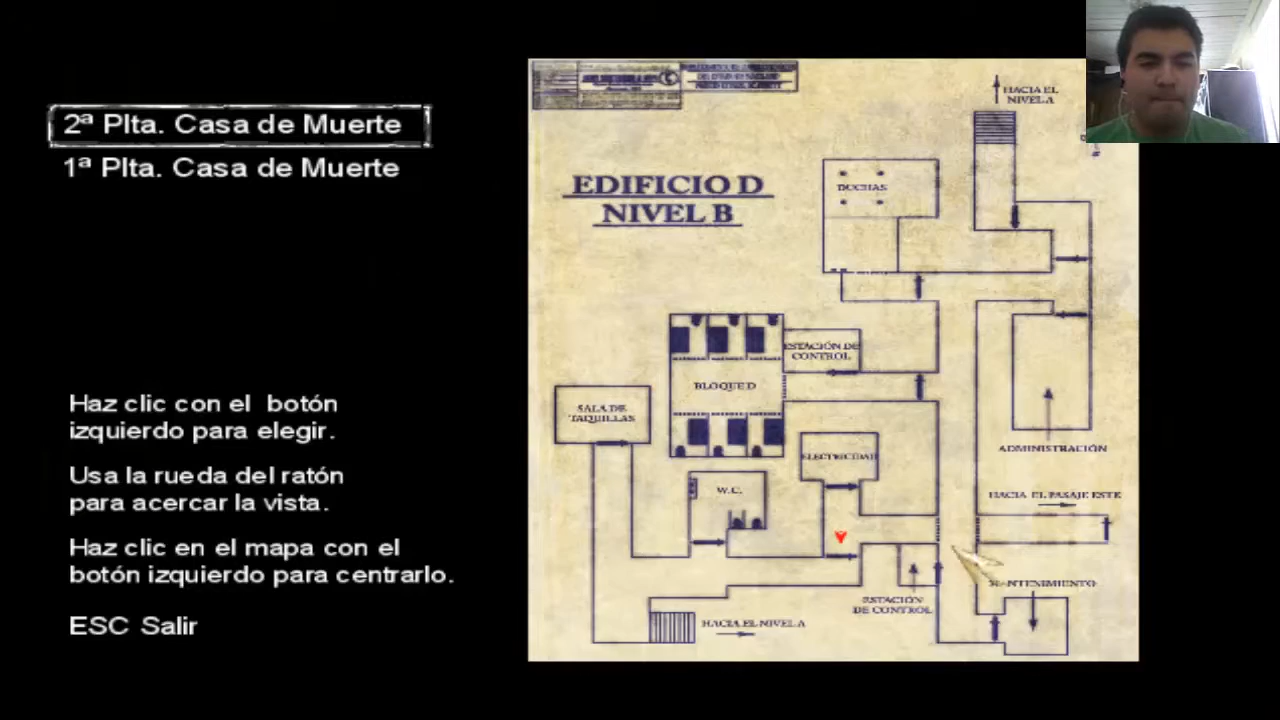 2ª Plta. Casa de Muerte
1ª Plta. Casa de Muerte
Haz clic con el botón
izquierdo para elegir.
Usa la rueda del ratón
para acercar la vista.
Haz clic en el mapa con el
botón izquierdo para centrarlo.
ESC Salir
EDIFICIO D
NIVEL B
HACIA EL
NIVEL A
DUCHAS
ESTACIÓN DE
CONTROL
BLOQUE D
SALA DE
TAQUILLAS
ELECTRICIDAD
W.C.
ADMINISTRACIÓN
HACIA EL PASAJE ESTE
MANTENIMIENTO
ESTACIÓN
DE CONTROL
HACIA EL NIVEL A